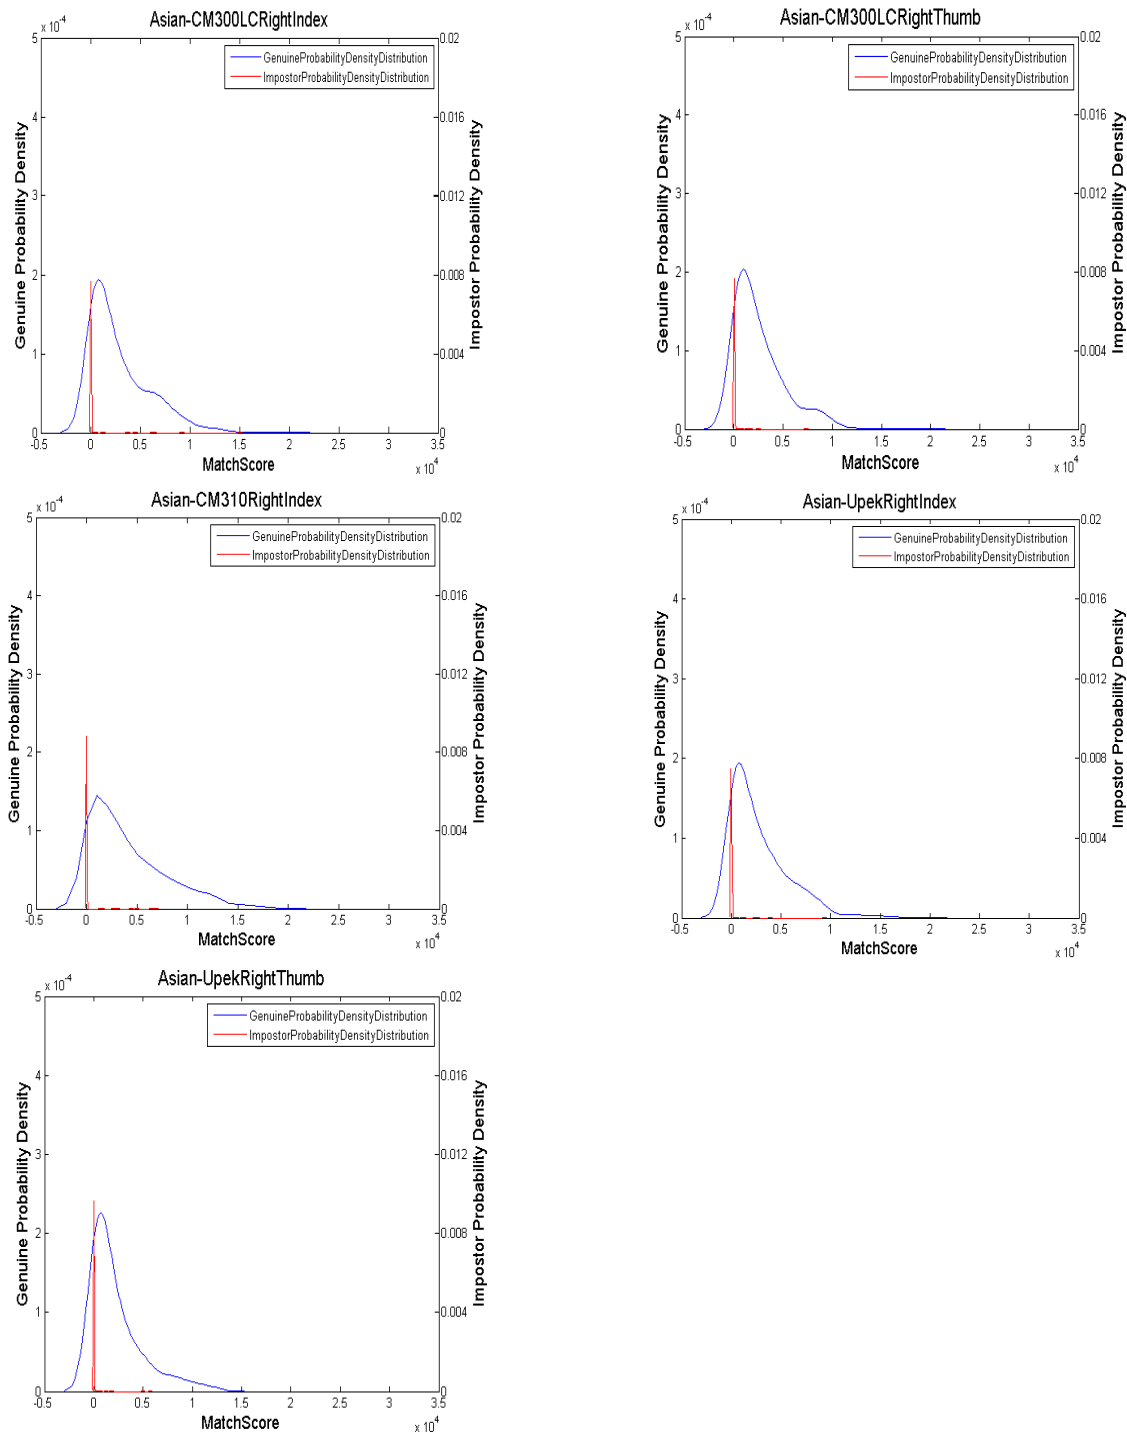 Asian-CM300LCRightIndex
x 10^-4
GenuineProbabilityDensityDistribution
ImpostorProbabilityDensityDistribution
Genuine Probability Density
Impostor Probability Density
5
4
3
2
1
0
0.02
0.016
0.012
0.008
0.004
0
-0.5 0 0.5 1 1.5 2 2.5 3 3.5
MatchScore
x 10^4
Asian-CM300LCRightThumb
x 10^-4
GenuineProbabilityDensityDistribution
ImpostorProbabilityDensityDistribution
Genuine Probability Density
Impostor Probability Density
5
4
3
2
1
0
0.02
0.016
0.012
0.008
0.004
0
-0.5 0 0.5 1 1.5 2 2.5 3 3.5
MatchScore
x 10^4
Asian-CM310RightIndex
x 10^-4
GenuineProbabilityDensityDistribution
ImpostorProbabilityDensityDistribution
Genuine Probability Density
Impostor Probability Density
5
4
3
2
1
0
0.02
0.016
0.012
0.008
0.004
0
-0.5 0 0.5 1 1.5 2 2.5 3 3.5
MatchScore
x 10^4
Asian-UpekRightIndex
x 10^-4
GenuineProbabilityDensityDistribution
ImpostorProbabilityDensityDistribution
Genuine Probability Density
Impostor Probability Density
5
4
3
2
1
0
0.02
0.016
0.012
0.008
0.004
0
-0.5 0 0.5 1 1.5 2 2.5 3 3.5
MatchScore
x 10^4
Asian-UpekRightThumb
x 10^-4
GenuineProbabilityDensityDistribution
ImpostorProbabilityDensityDistribution
Genuine Probability Density
Impostor Probability Density
5
4
3
2
1
0
0.02
0.016
0.012
0.008
0.004
0
-0.5 0 0.5 1 1.5 2 2.5 3 3.5
MatchScore
x 10^4